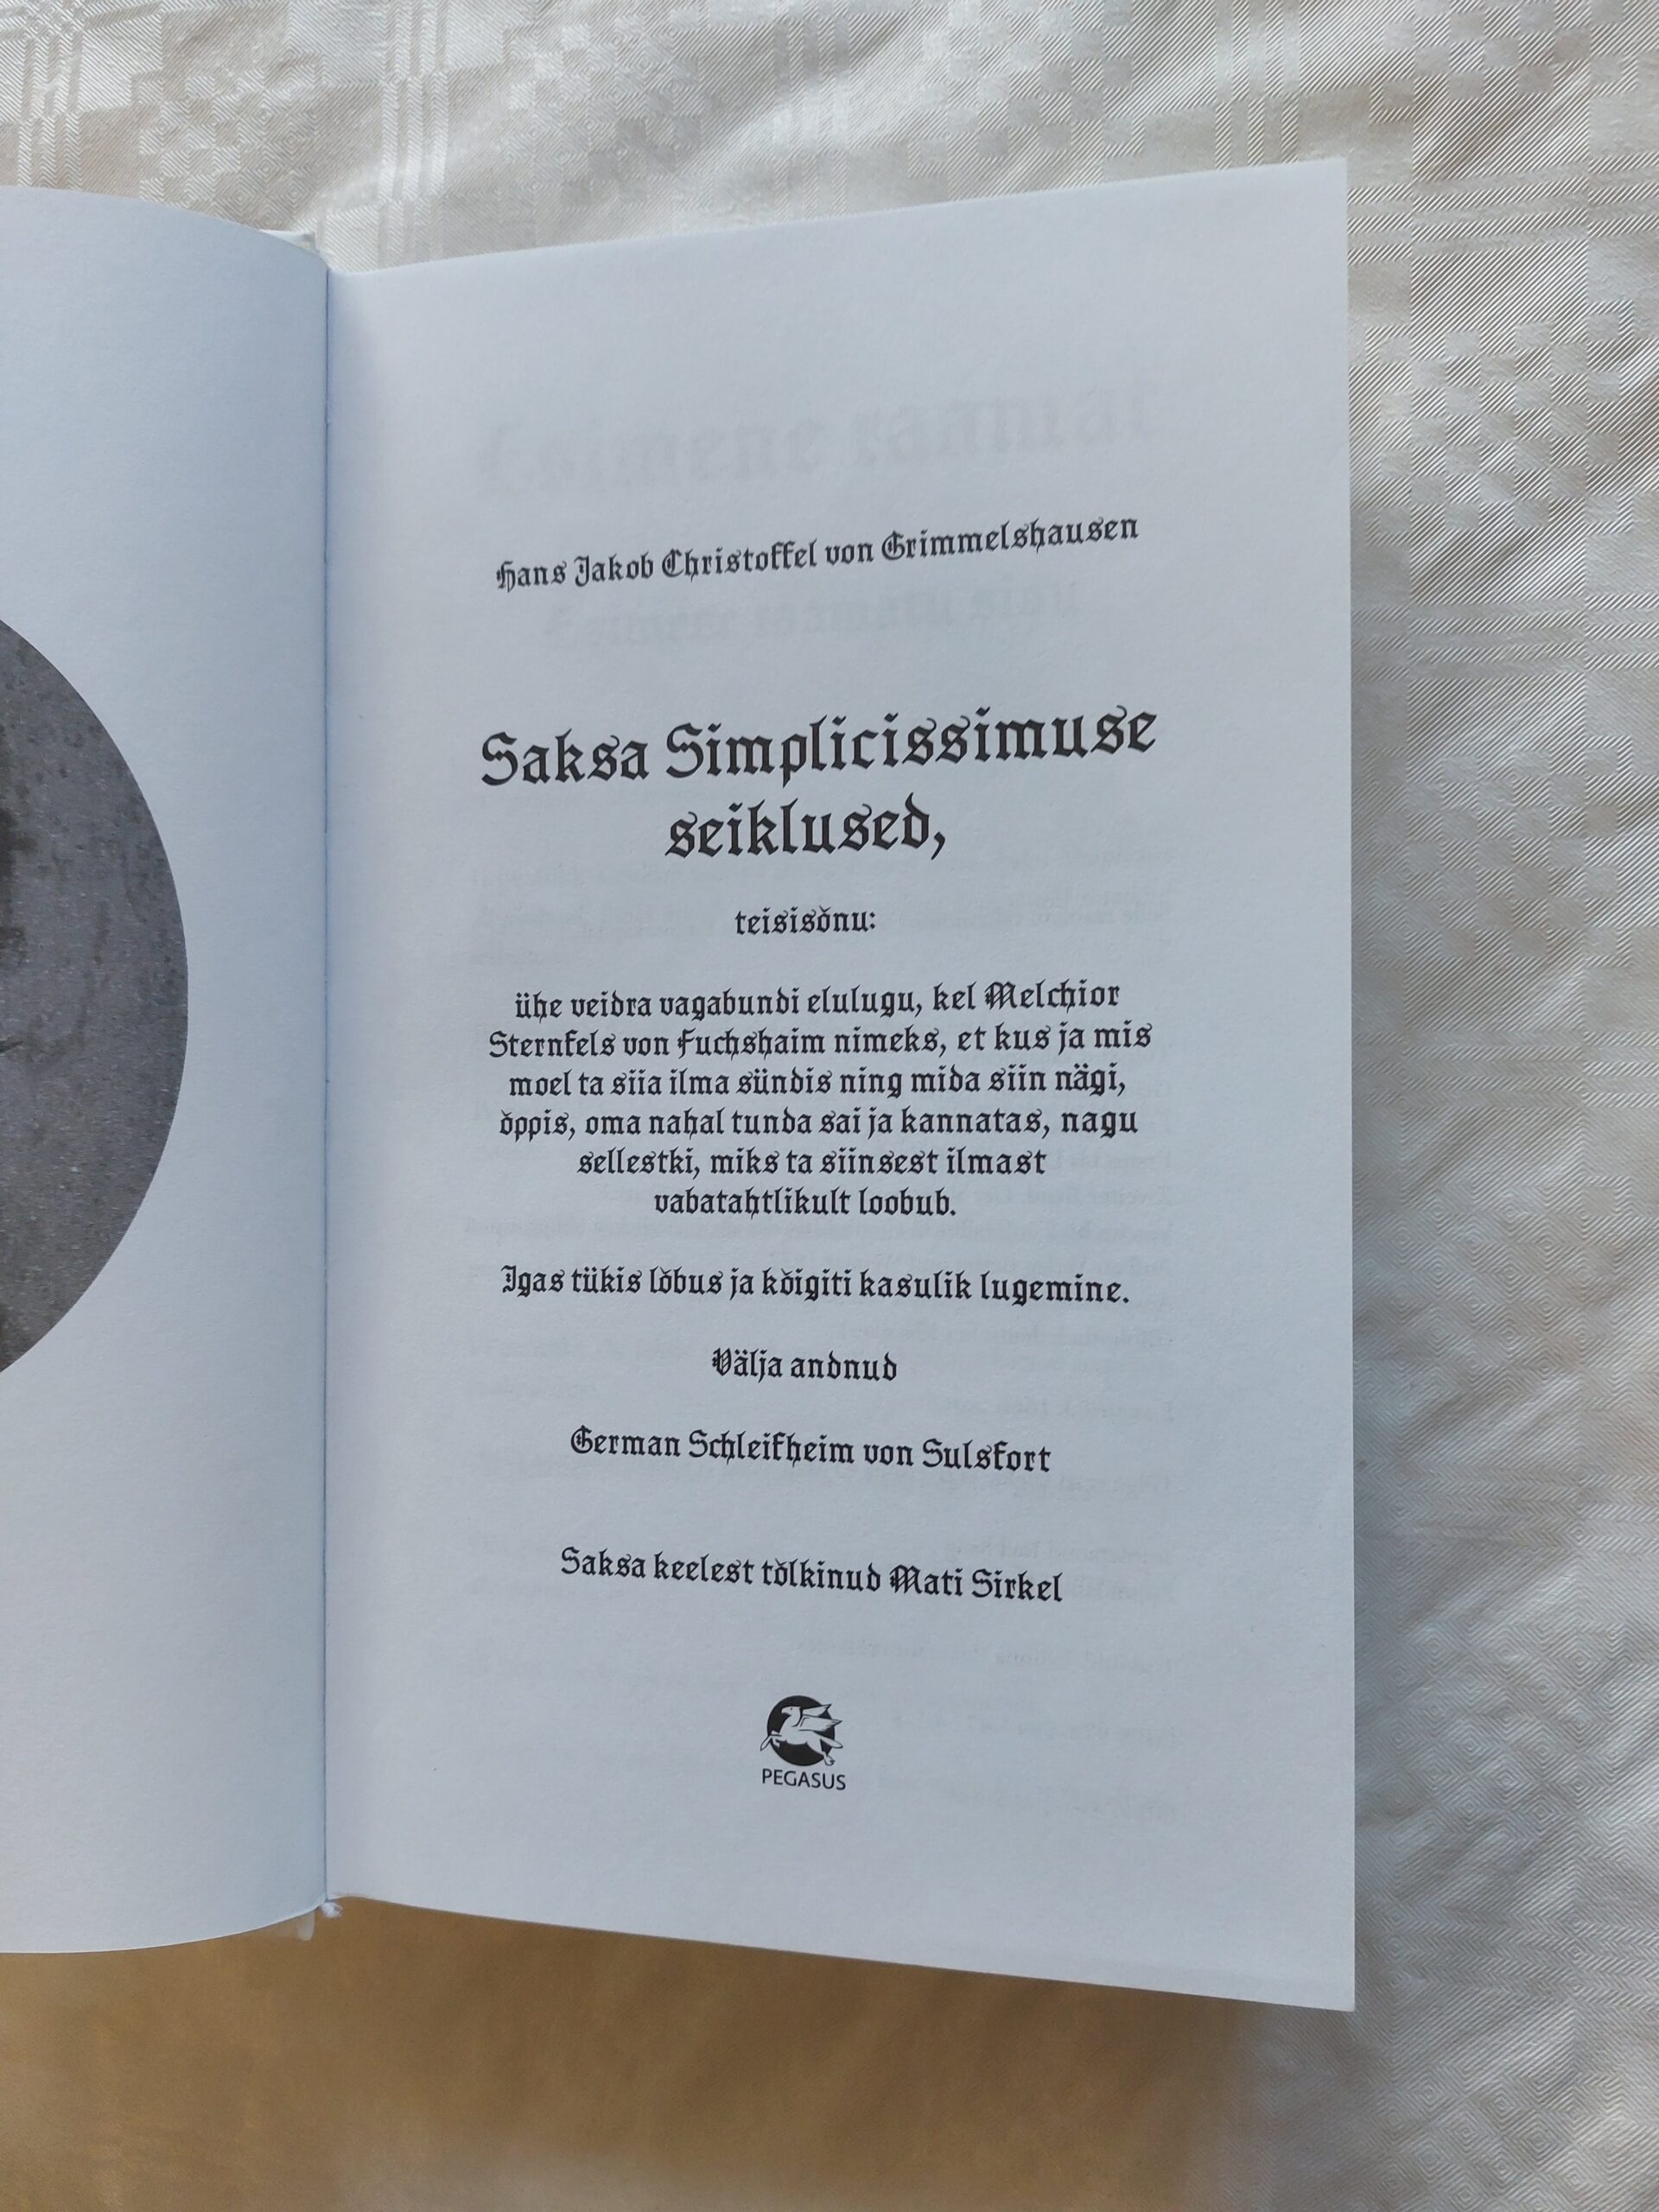 Hans Jakob Christoffel von Grimmelshausen
Saksa Simplicissimuse
seiklused,
teisisõnu:
ühe veidra vagabundi elulugu, kel Melchior
Sternfels von Fuchshaim nimeks, et kus ja mis
moel ta siia ilma sündis ning mida siin nägi,
õppis, oma nahal tunda sai ja kannatas, nagu
sellestki, miks ta siinsest ilmast
vabatahtlikult loobub.
Igas tükis lõbus ja kõigiti kasulik lugemine.
Välja andnud
German Schleifheim von Sulsfort
Saksa keelest tõlkinud Mati Sirkel
PEGASUS